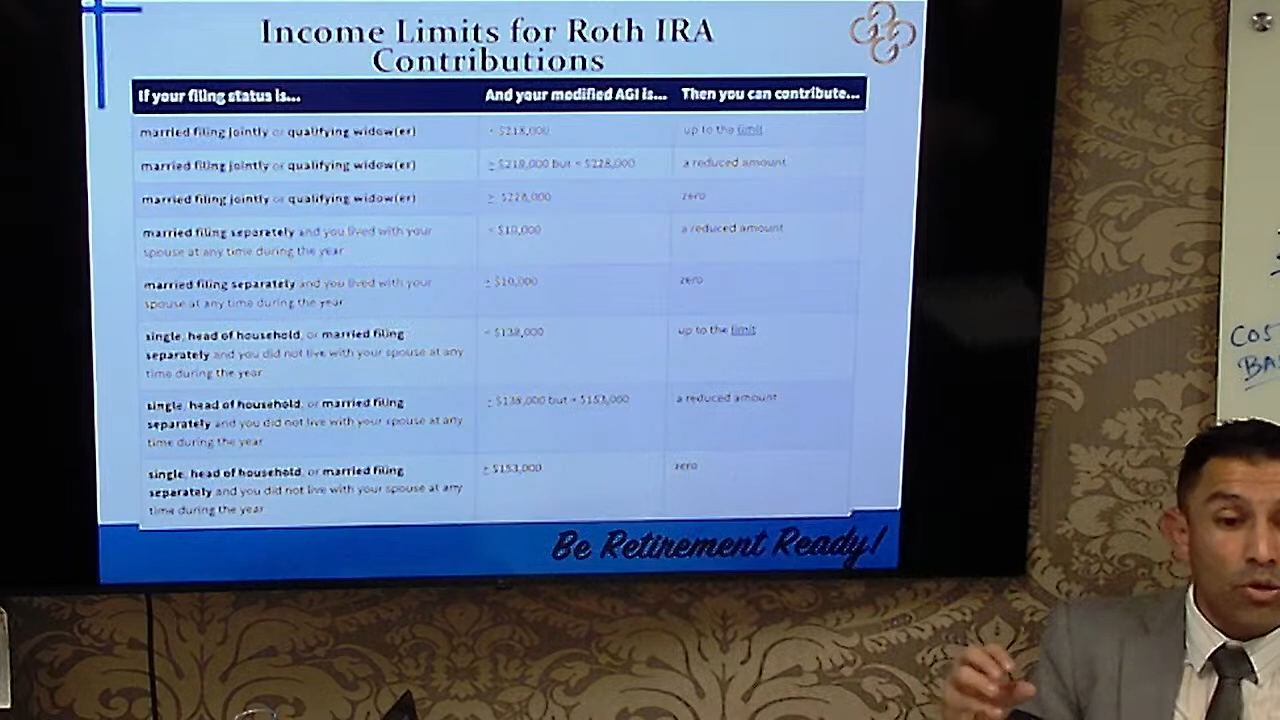 Income Limits for Roth IRA
Contributions
If your filing status is... And your modified AGI is... Then you can contribute...
married filing jointly or qualifying widow(er) < $218,000 up to the limit
married filing jointly or qualifying widow(er) ≥ $218,000 but < $228,000 a reduced amount
married filing jointly or qualifying widow(er) ≥ $228,000 zero
married filing separately and you lived with your < $10,000 a reduced amount
spouse at any time during the year
married filing separately and you lived with your ≥ $10,000 zero
spouse at any time during the year
single, head of household, or married filing < $138,000 up to the limit
separately and you did not live with your spouse at any
time during the year
single, head of household, or married filing ≥ $138,000 but < $153,000 a reduced amount
separately and you did not live with your spouse at any
time during the year
single, head of household, or married filing ≥ $153,000 zero
separately and you did not live with your spouse at any
time during the year
Be Retirement Ready!
COS
BA